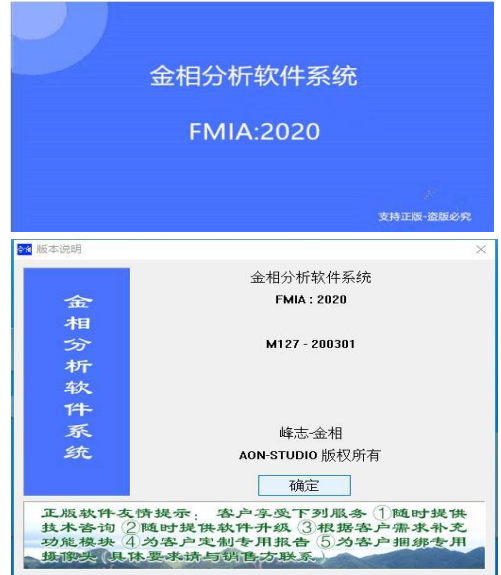 金相分析软件系统
FMIA:2020
支持正版-盗版必究
版本说明
金相分析软件系统
金相分析软件系统
FMIA : 2020
M127 - 200301
峰志-金相
AON-STUDIO 版权所有
确定
正版软件友情提示： 客户享受下列服务 ①随时提供
技术咨询 ②随时提供软件升级 ③根据客户需求补充
功能模块 ④为客户定制专用报告 ⑤为客户捆绑专用
摄像头(具体要求请与销售方联系)